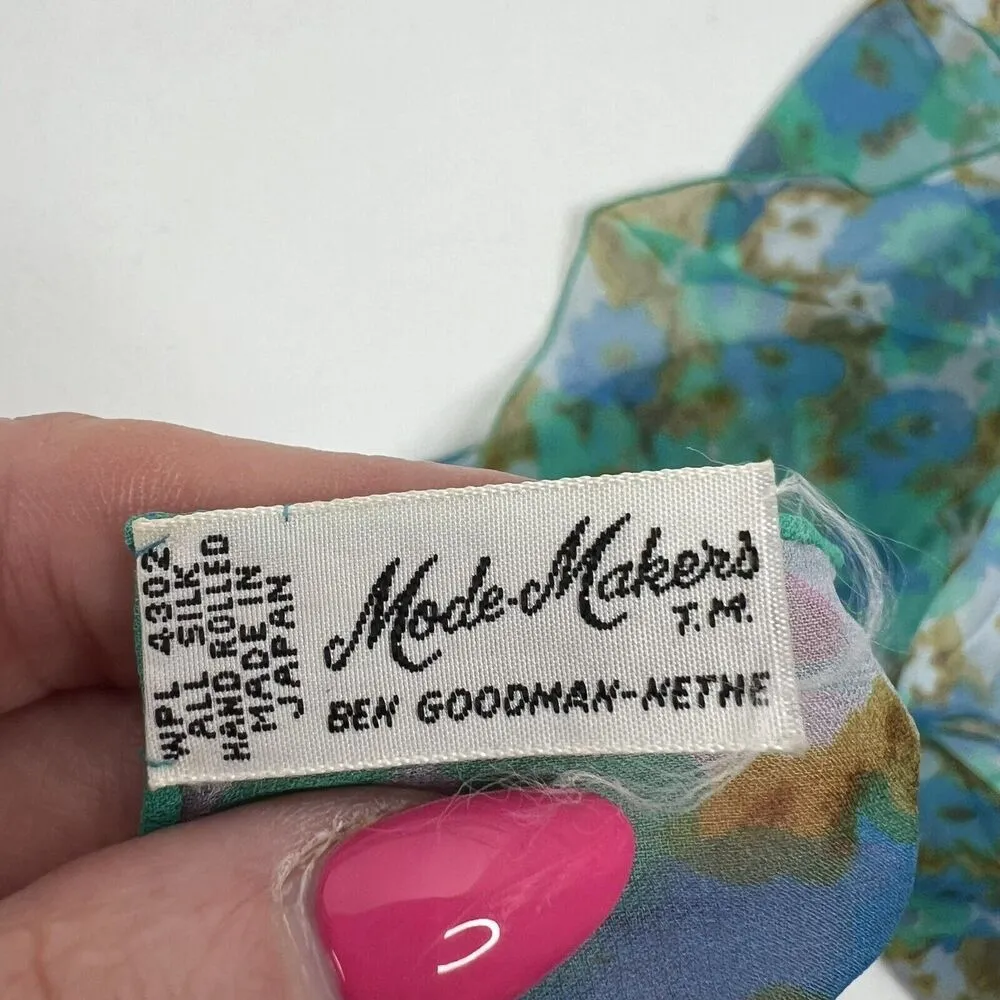 WPL 4302
ALL SILK
HAND ROLLED
MADE IN
JAPAN
Mode-Makers
T.M.
BEN GOODMAN-NETHE